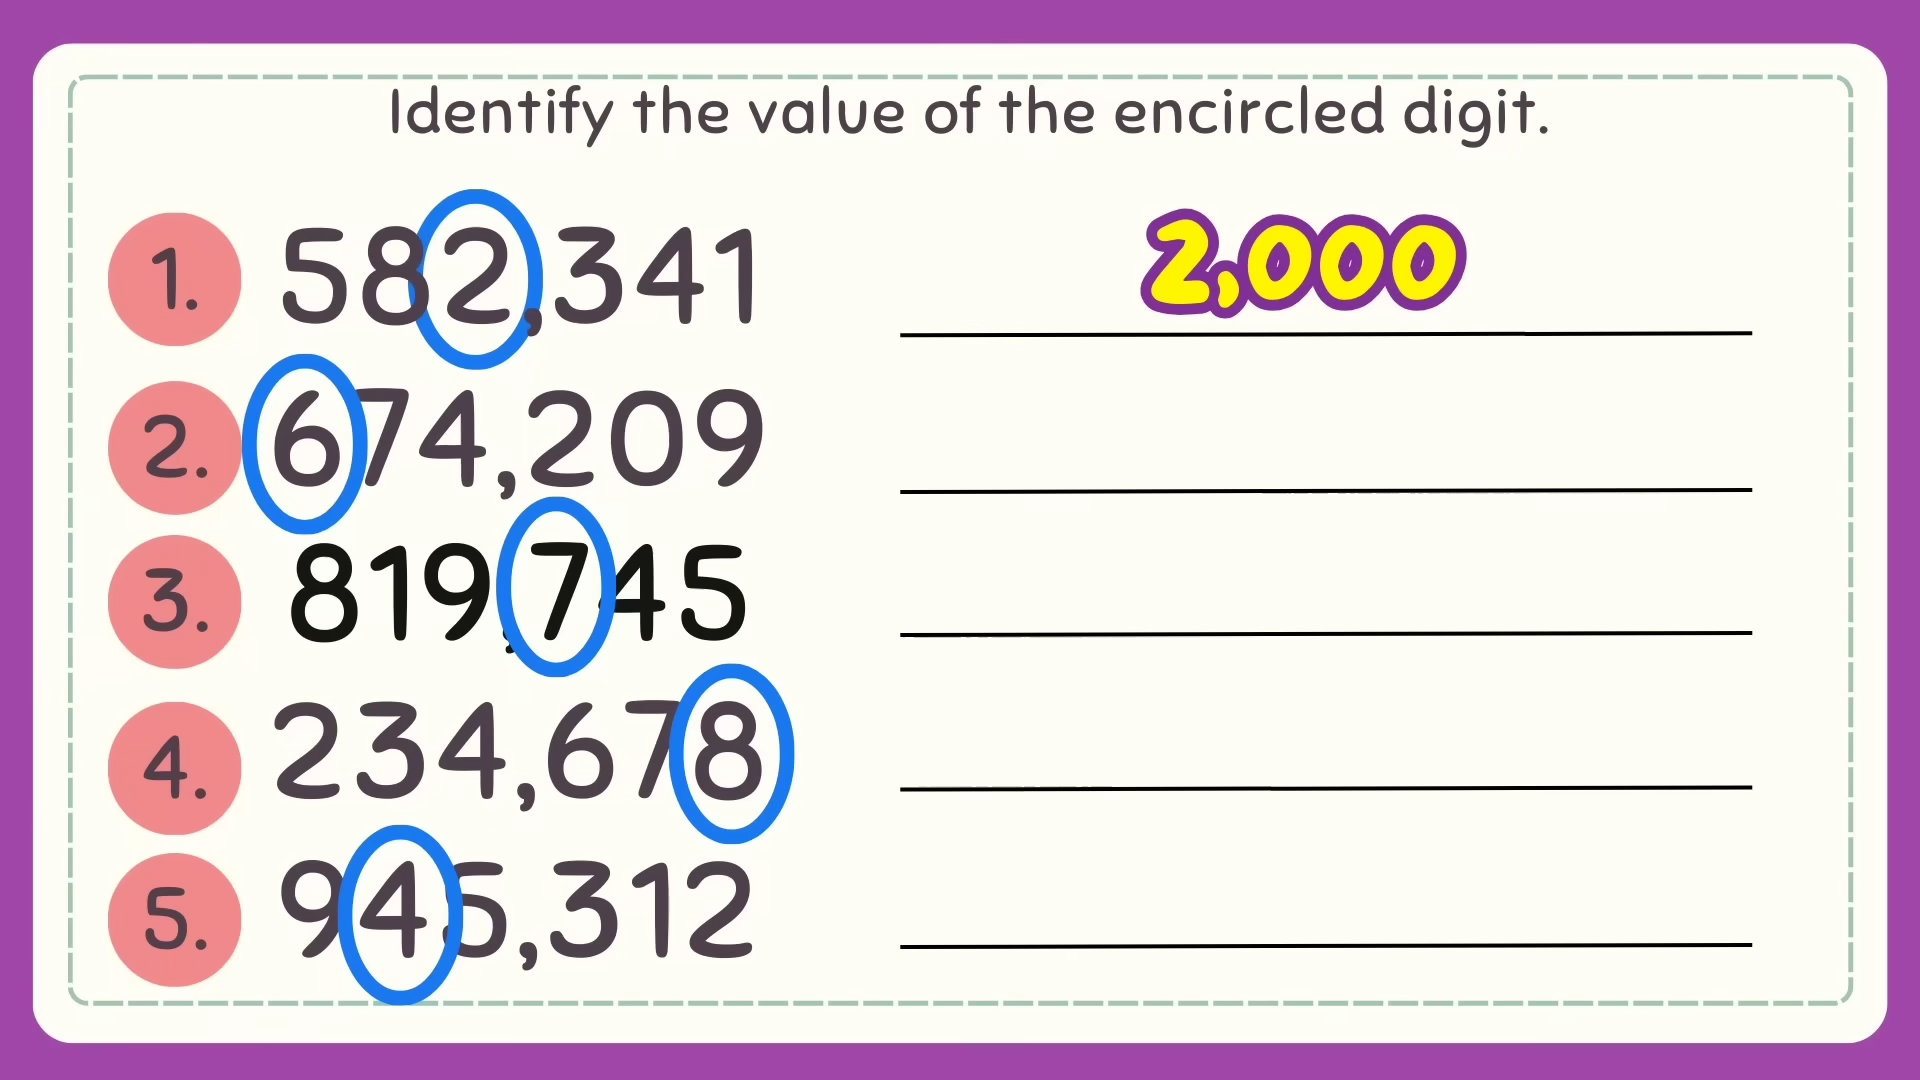 Identify the value of the encircled digit.
1. 582,341 2,000
2. 674,209
3. 819,745
4. 234,678
5. 945,312